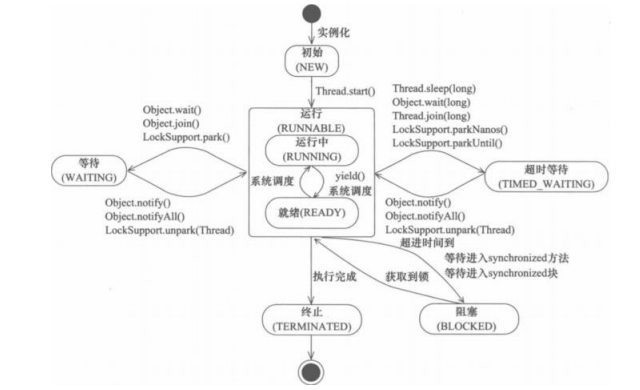 实例化
初始
(NEW)
Thread.start()
Object.wait()
Object.join()
LockSupport.park()
Thread.sleep(long)
Object.wait(long)
Thread.join(long)
LockSupport.parkNanos()
LockSupport.parkUntil()
运行
(RUNNABLE)
运行中
(RUNNING)
系统调度
yield()
系统调度
就绪(READY)
等待
(WAITING)
超时等待
(TIMED_WAITING)
Object.notify()
Object.notifyAll()
LockSupport.unpark(Thread)
Object.notify()
Object.notifyAll()
LockSupport.unpark(Thread)
超进时间到
等待进入synchronized方法
等待进入synchronized块
执行完成
获取到锁
终止
(TERMINATED)
阻塞
(BLOCKED)